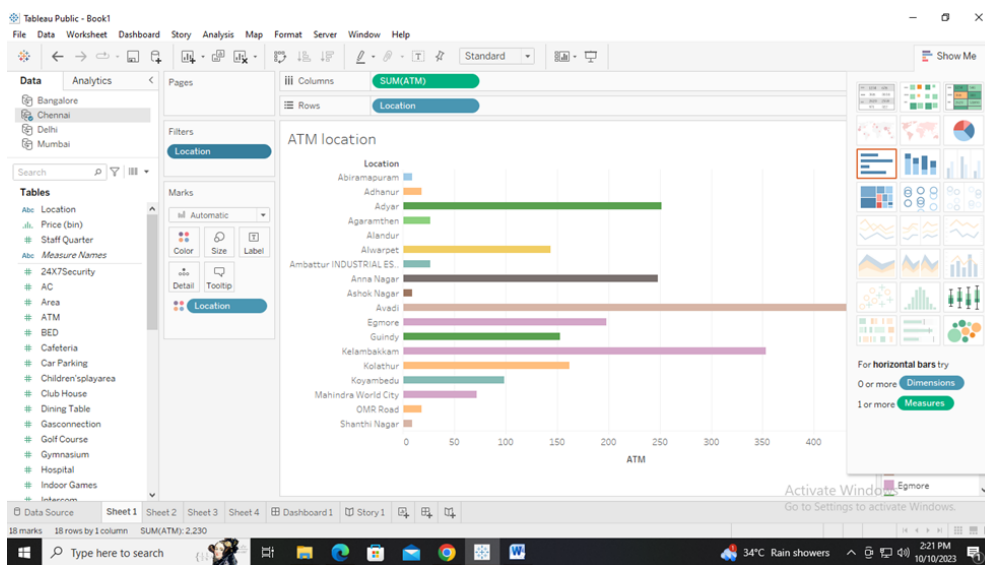 Tableau Public - Book1
File Data Worksheet Dashboard Story Analysis Map Format Server Window Help
Standard
Show Me
Data Analytics
Bangalore
Chennai
Delhi
Mumbai
Search
Tables
Abc Location
Price (bin)
# Staff Quarter
Abc Measure Names
# 24X7Security
# AC
# Area
# ATM
# BED
# Cafeteria
# Car Parking
# Children'splayarea
# Club House
# Dining Table
# Gasconnection
# Golf Course
# Gymnasium
# Hospital
# Indoor Games
# Intercom
Pages
Filters
Location
Marks
Automatic
Color Size Label
Detail Tooltip
Location
Columns SUM(ATM)
Rows Location
ATM location
Location
Abiramapuram
Adhanur
Adyar
Agaramthen
Alandur
Alwarpet
Ambattur INDUSTRIAL ES..
Anna Nagar
Ashok Nagar
Avadi
Egmore
Guindy
Kelambakkam
Kolathur
Koyambedu
Mahindra World City
OMR Road
Shanthi Nagar
0 50 100 150 200 250 300 350 400
ATM
For horizontal bars try
0 or more Dimensions
1 or more Measures
Egmore
Activate Windows
Go to Settings to activate Windows.
Data Source Sheet 1 Sheet 2 Sheet 3 Sheet 4 Dashboard 1 Story 1
18 marks 18 rows by 1 column SUM(ATM): 2,230
Type here to search
34°C Rain showers
2:21 PM
10/10/2023